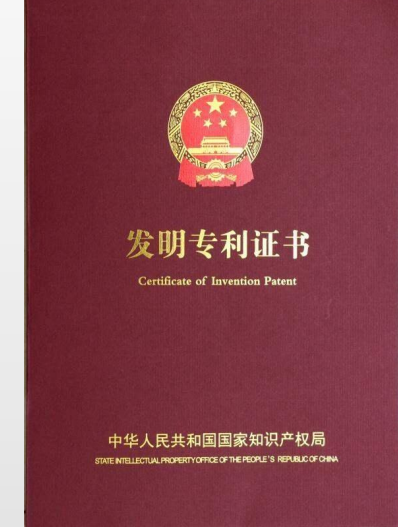 发明专利证书
Certificate of Invention Patent
中华人民共和国国家知识产权局
STATE INTELLECTUAL PROPERTY OFFICE OF THE PEOPLE'S REPUBLIC OF CHINA